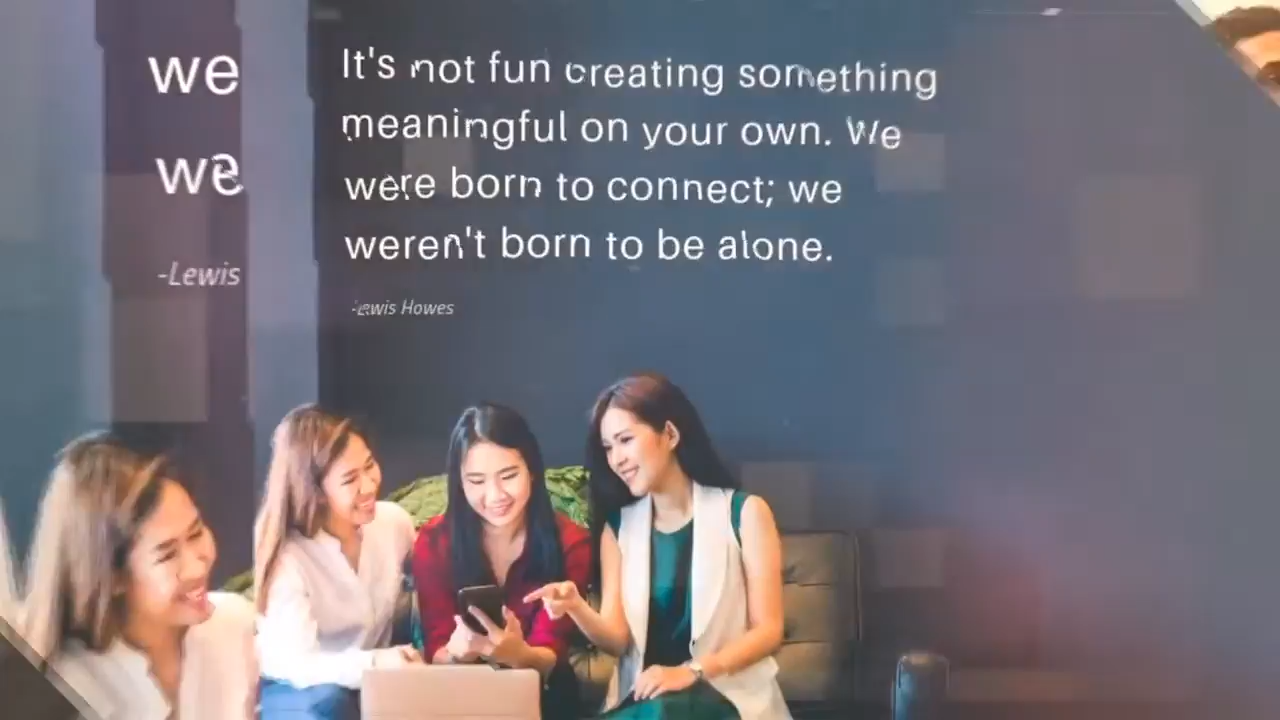 we
we
-Lewis
It's not fun creating something
meaningful on your own. We
were born to connect; we
weren't born to be alone.
-Lewis Howes